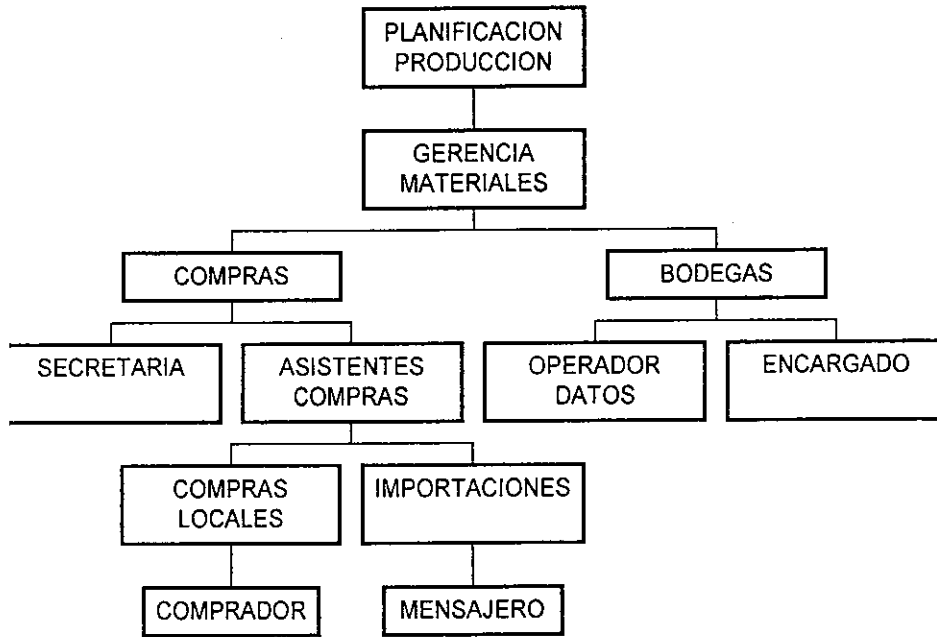 PLANIFICACION
PRODUCCION
GERENCIA
MATERIALES
COMPRAS
BODEGAS
SECRETARIA
ASISTENTES
COMPRAS
OPERADOR
DATOS
ENCARGADO
COMPRAS
LOCALES
IMPORTACIONES
COMPRADOR
MENSAJERO